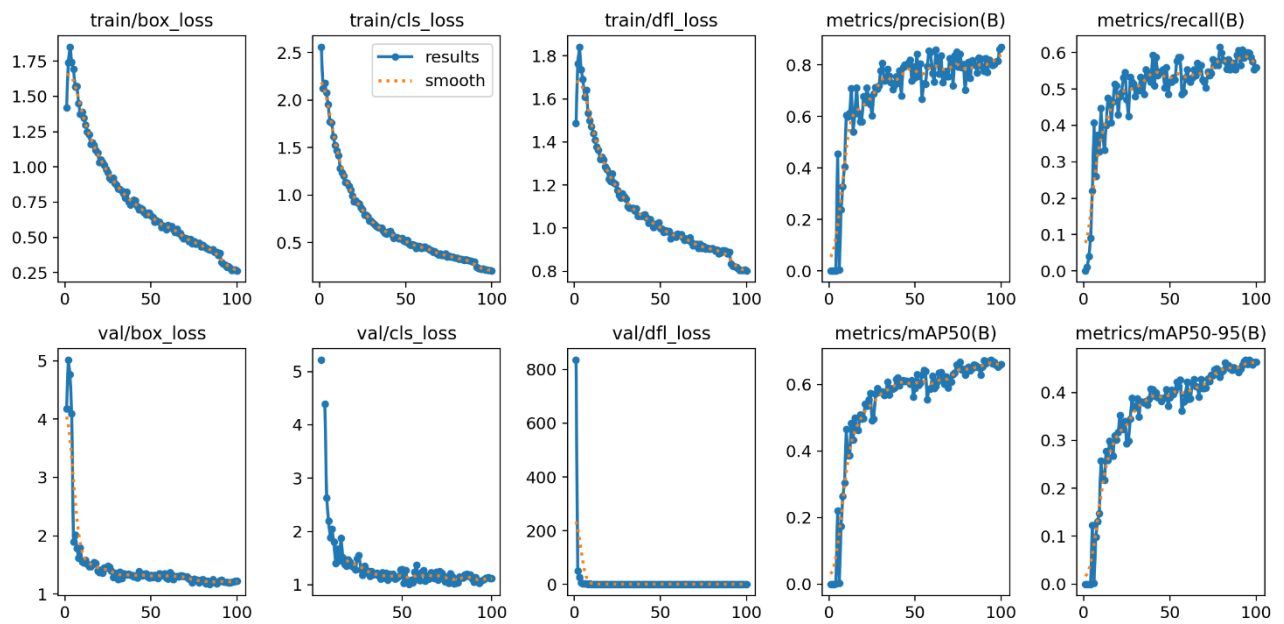 train/box_loss
train/cls_loss
train/dfl_loss
metrics/precision(B)
metrics/recall(B)
1.75
1.50
1.25
1.00
0.75
0.50
0.25
0 50 100
2.5
2.0
1.5
1.0
0.5
0 50 100
results
smooth
1.8
1.6
1.4
1.2
1.0
0.8
0 50 100
0.8
0.6
0.4
0.2
0.0
0 50 100
0.6
0.5
0.4
0.3
0.2
0.1
0.0
0 50 100
val/box_loss
val/cls_loss
val/dfl_loss
metrics/mAP50(B)
metrics/mAP50-95(B)
5
4
3
2
1
0 50 100
5
4
3
2
1
50 100
800
600
400
200
0
0 50 100
0.6
0.4
0.2
0.0
0 50 100
0.4
0.3
0.2
0.1
0.0
0 50 100